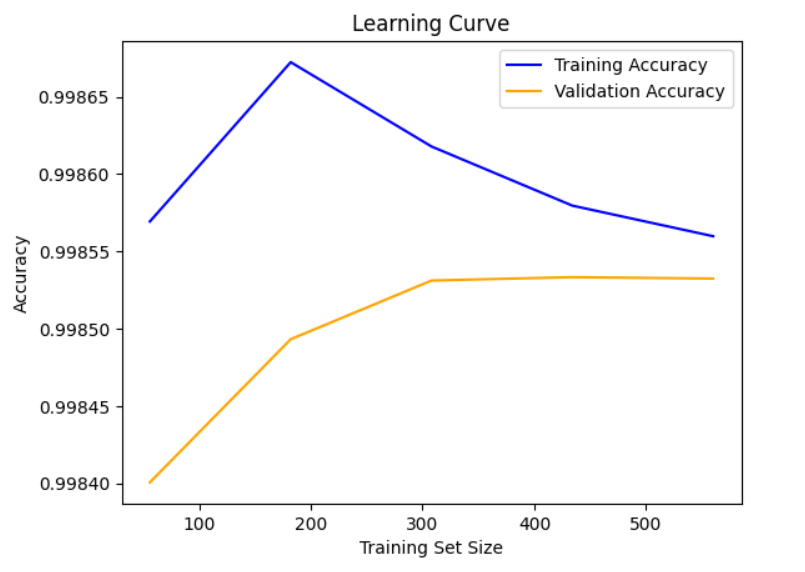 Learning Curve
Training Accuracy
Validation Accuracy
0.99865
0.99860
0.99855
0.99850
0.99845
0.99840
Accuracy
100 200 300 400 500
Training Set Size